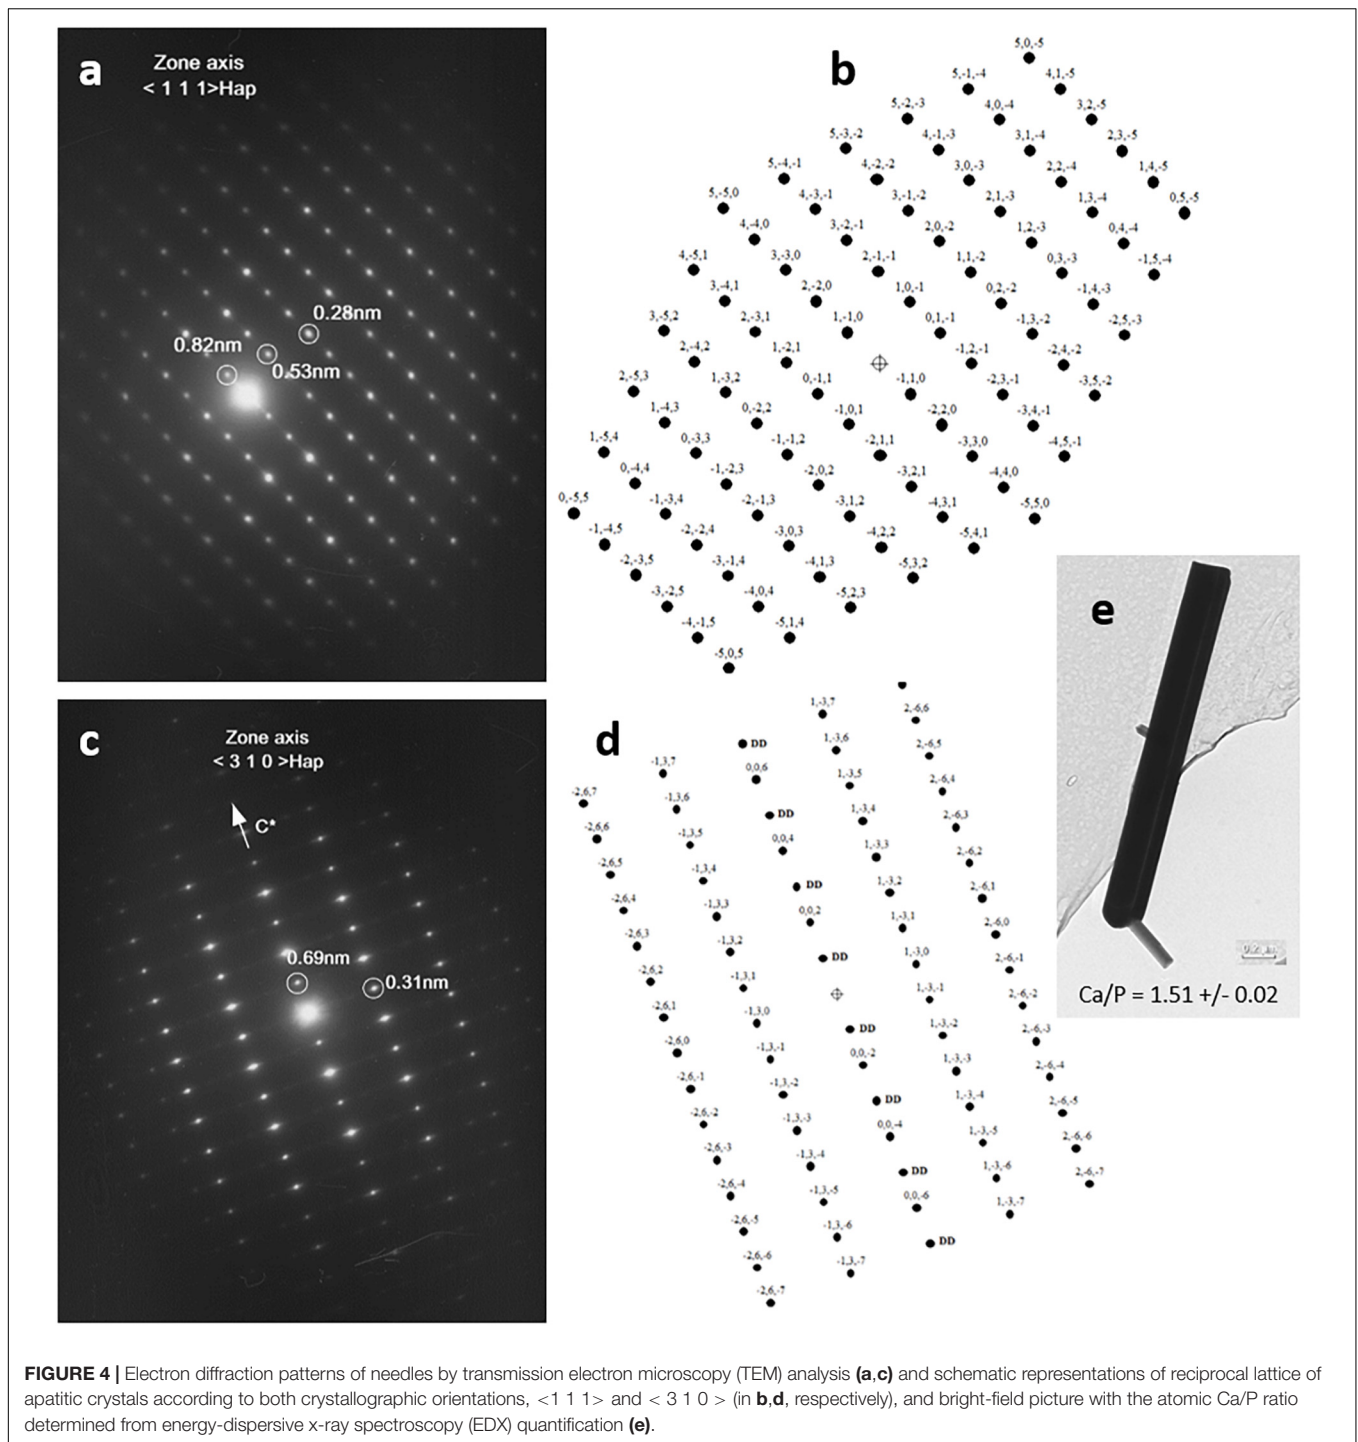 a
Zone axis
< 1 1 1>Hap
0.28nm
0.82nm
0.53nm
b
5,0,-5
5,-1,-4 4,1,-5
5,-2,-3 4,0,-4 3,2,-5
5,-3,-2 4,-1,-3 3,1,-4 2,3,-5
5,-4,-1 4,-2,-2 3,0,-3 2,2,-4 1,4,-5
5,-5,0 4,-3,-1 3,-1,-2 2,1,-3 1,3,-4 0,5,-5
4,-4,0 3,-2,-1 2,0,-2 1,2,-3 0,4,-4
4,-5,1 3,-3,0 2,-1,-1 1,1,-2 0,3,-3 -1,5,-4
3,-4,1 2,-2,0 1,0,-1 0,2,-2 -1,4,-3
3,-5,2 2,-3,1 1,-1,0 0,1,-1 -1,3,-2 -2,5,-3
2,-4,2 1,-2,1 -1,2,-1 -2,4,-2
2,-5,3 1,-3,2 0,-1,1 -1,1,0 -2,3,-1 -3,5,-2
1,-4,3 0,-2,2 -1,0,1 -2,2,0 -3,4,-1
1,-5,4 0,-3,3 -1,-1,2 -2,1,1 -3,3,0 -4,5,-1
0,-4,4 -1,-2,3 -2,0,2 -3,2,1 -4,4,0
0,-5,5 -1,-3,4 -2,-1,3 -3,1,2 -4,3,1 -5,5,0
-1,-4,5 -2,-2,4 -3,0,3 -4,2,2 -5,4,1
-2,-3,5 -3,-1,4 -4,1,3 -5,3,2
-3,-2,5 -4,0,4 -5,2,3
-4,-1,5 -5,1,4
-5,0,5
c
Zone axis
< 3 1 0 >Hap
C*
0.69nm
0.31nm
d
-2,6,7
-2,6,6
-2,6,5
-2,6,4
-2,6,3
-2,6,2
-2,6,1
-2,6,0
-2,6,-1
-2,6,-2
-2,6,-3
-2,6,-4
-2,6,-5
-2,6,-6
-2,6,-7
-1,3,7
-1,3,6
-1,3,5
-1,3,4
-1,3,3
-1,3,2
-1,3,1
-1,3,0
-1,3,-1
-1,3,-2
-1,3,-3
-1,3,-4
-1,3,-5
-1,3,-6
-1,3,-7
DD
0,0,6
DD
0,0,4
DD
0,0,2
DD
DD
0,0,-2
DD
0,0,-4
DD
0,0,-6
DD
1,-3,7
1,-3,6
1,-3,5
1,-3,4
1,-3,3
1,-3,2
1,-3,1
1,-3,0
1,-3,-1
1,-3,-2
1,-3,-3
1,-3,-4
1,-3,-5
1,-3,-6
1,-3,-7
2,-6,6
2,-6,5
2,-6,4
2,-6,3
2,-6,2
2,-6,1
2,-6,0
2,-6,-1
2,-6,-2
2,-6,-3
2,-6,-4
2,-6,-5
2,-6,-6
2,-6,-7
e
0.2 µm
Ca/P = 1.51 +/- 0.02
FIGURE 4 | Electron diffraction patterns of needles by transmission electron microscopy (TEM) analysis (a,c) and schematic representations of reciprocal lattice of
apatitic crystals according to both crystallographic orientations, <1 1 1> and < 3 1 0 > (in b,d, respectively), and bright-field picture with the atomic Ca/P ratio
determined from energy-dispersive x-ray spectroscopy (EDX) quantification (e).